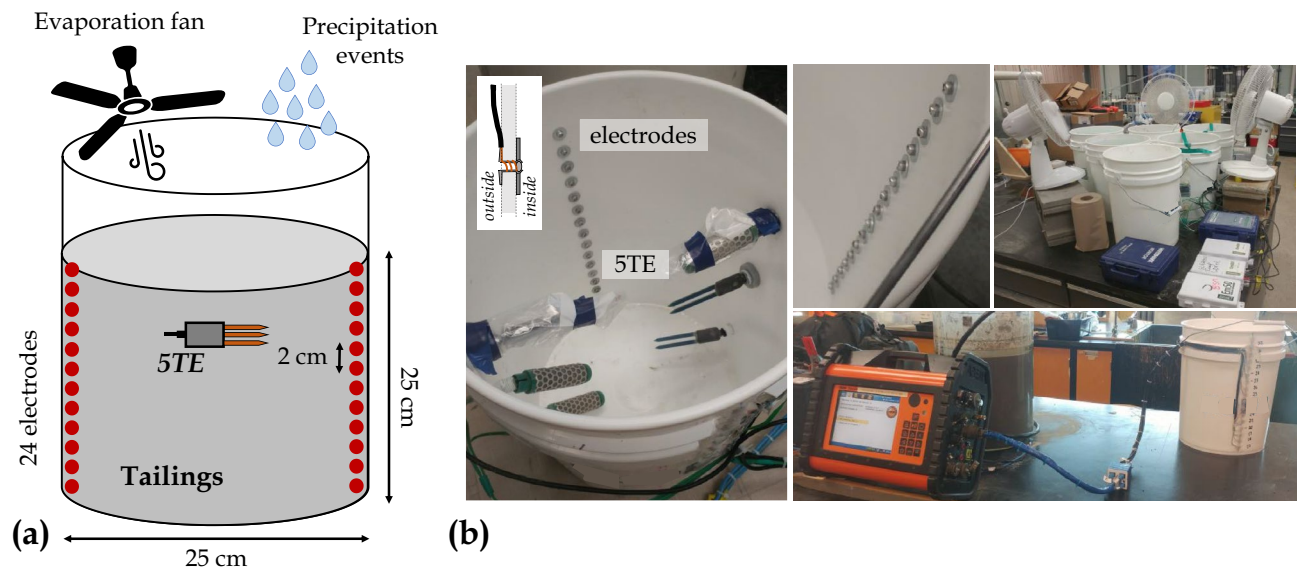 Evaporation fan
Precipitation
events
5TE
2 cm
24 electrodes
25 cm
Tailings
(a)
25 cm
electrodes
outside
inside
5TE
(b)